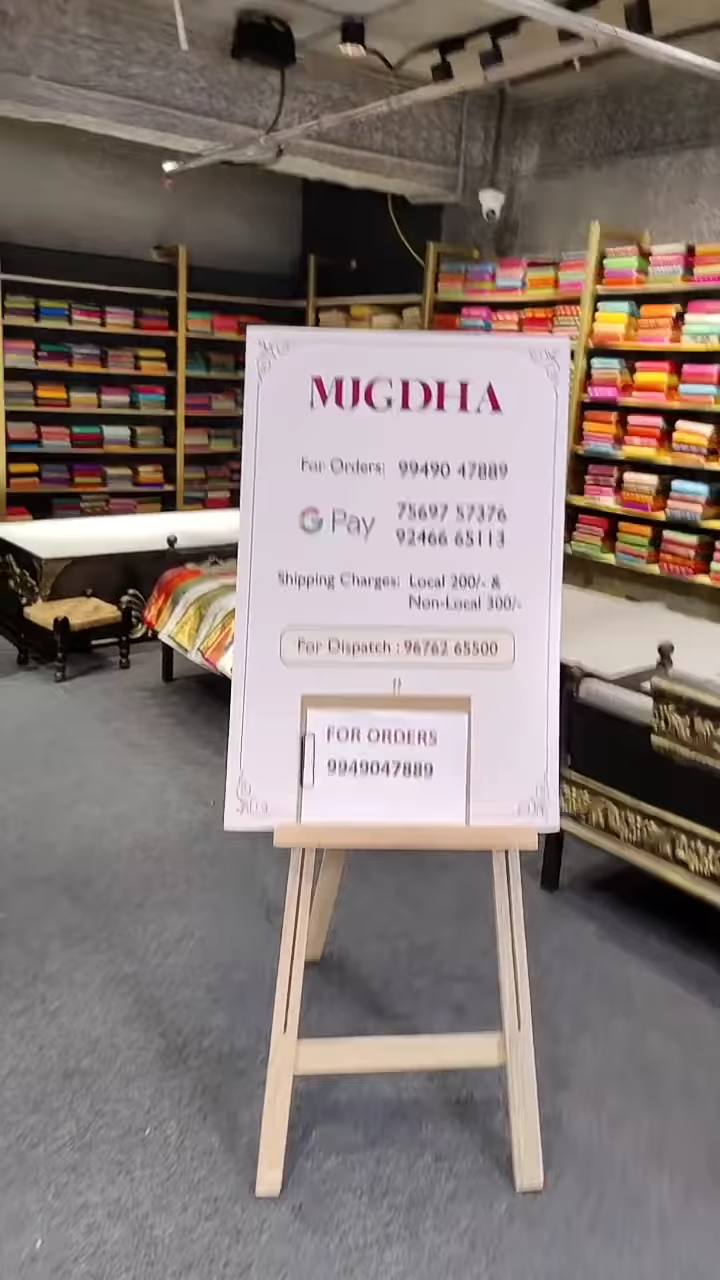 MUGDHA
For Orders: 99490 47889
G Pay 75697 57376
92466 65113
Shipping Charges: Local 200/- &
Non-Local 300/-
For Dispatch : 96762 65500
FOR ORDERS
9949047889